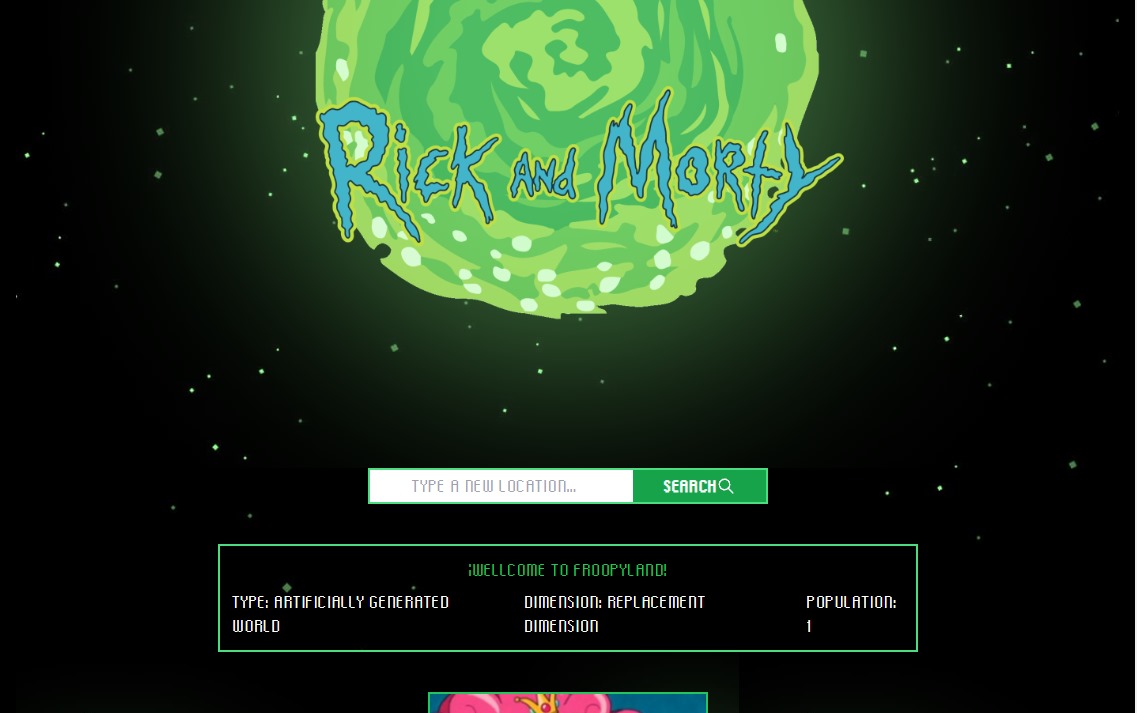 Rick and Morty
TYPE A NEW LOCATION...
SEARCH
¡WELLCOME TO FROOPYLAND!
TYPE: ARTIFICIALLY GENERATED
WORLD
DIMENSION: REPLACEMENT
DIMENSION
POPULATION:
1